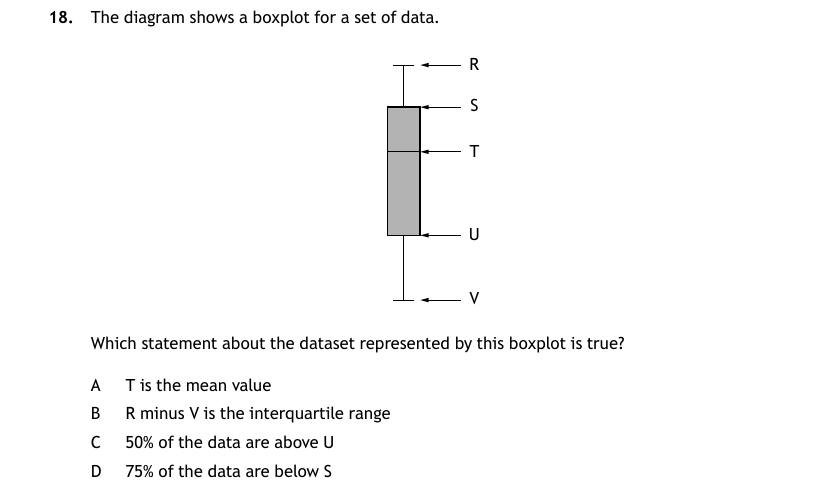 18. The diagram shows a boxplot for a set of data.
R
S
T
U
V
Which statement about the dataset represented by this boxplot is true?
A T is the mean value
B R minus V is the interquartile range
C 50% of the data are above U
D 75% of the data are below S